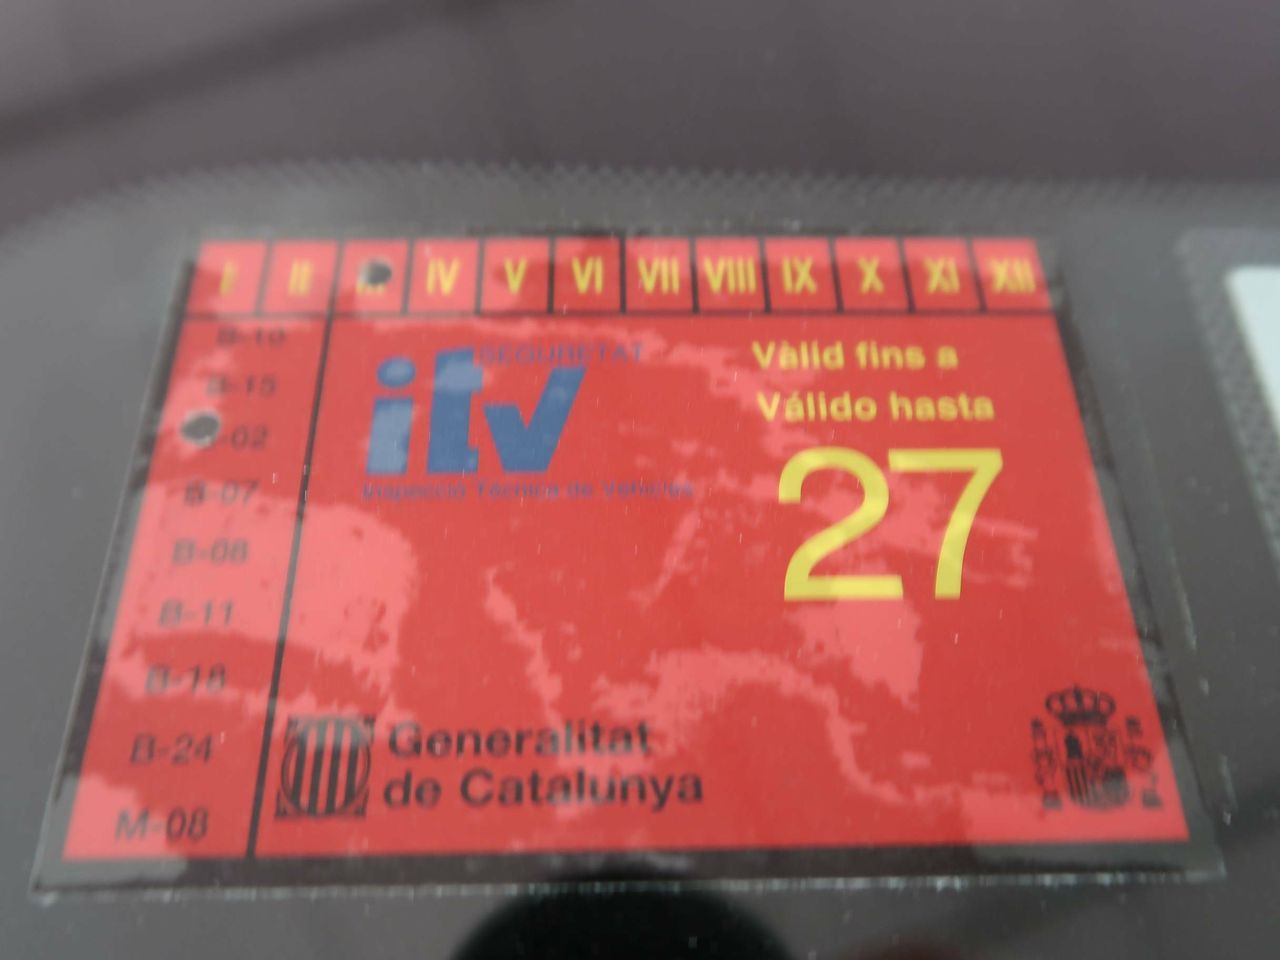 I II IV V VI VII VIII IX X XI XII
B-10
B-15
-02
B-07
B-08
B-11
B-18
B-24
M-08
SEGURETAT
itv
Inspecció Tècnica de Vehicles
Vàlid fins a
Válido hasta
27
Generalitat
de Catalunya